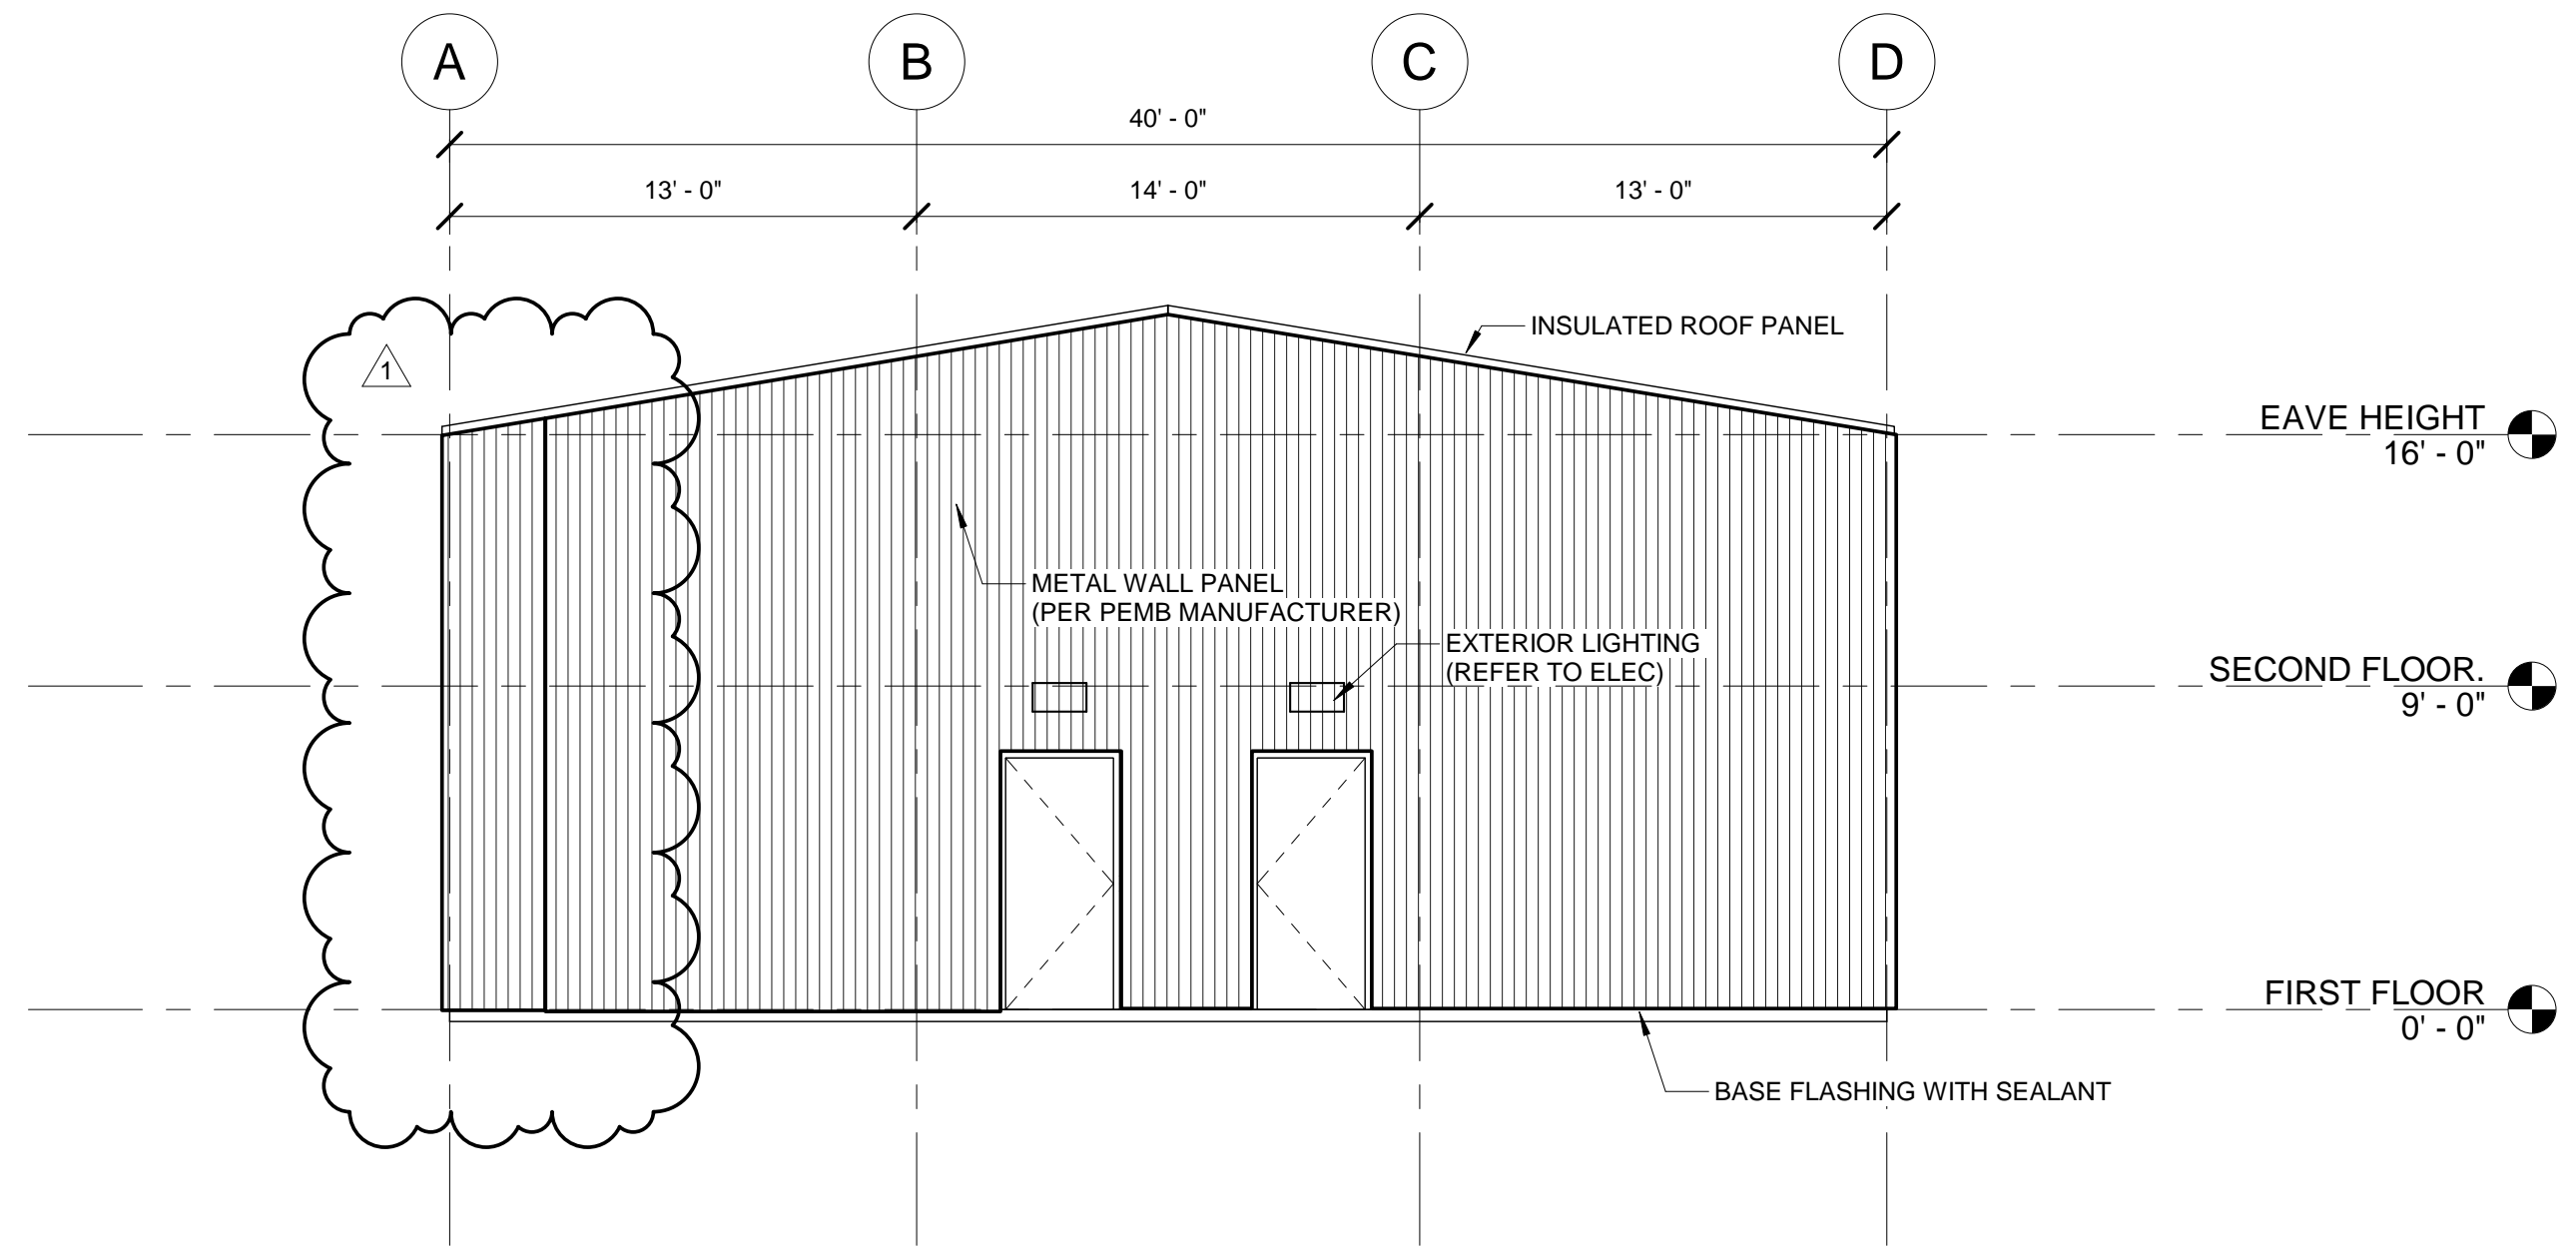 A
B
C
D
40' - 0"
13' - 0"
14' - 0"
13' - 0"
INSULATED ROOF PANEL
1
EAVE HEIGHT
16' - 0"
METAL WALL PANEL
(PER PEMB MANUFACTURER)
EXTERIOR LIGHTING
(REFER TO ELEC)
SECOND FLOOR.
9' - 0"
FIRST FLOOR
0' - 0"
BASE FLASHING WITH SEALANT